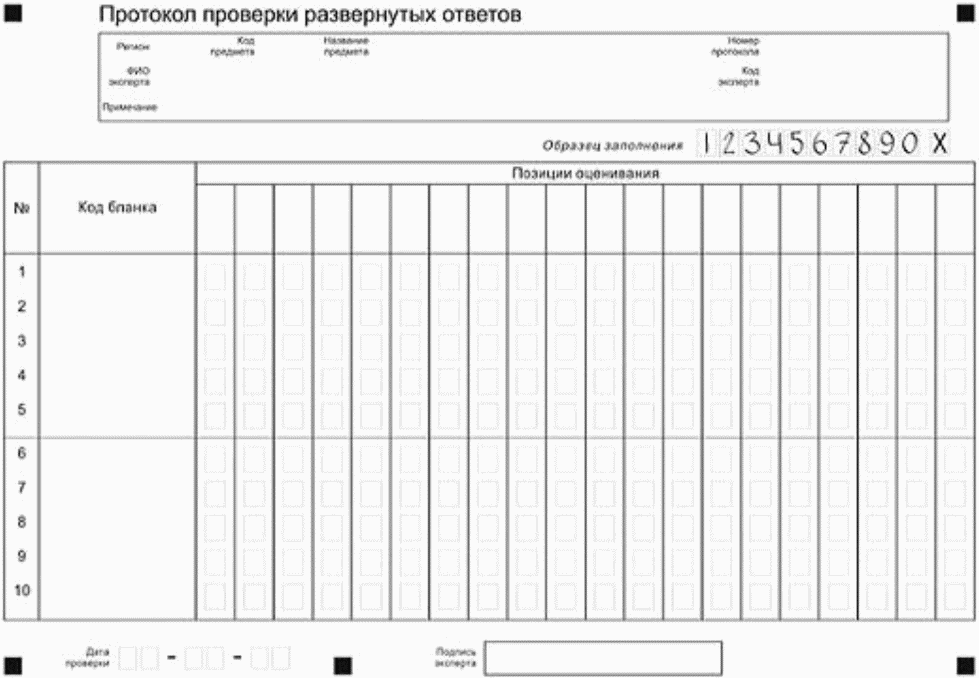 Протокол проверки развернутых ответов
Регион Код предмета Название предмета Номер протокола
ФИО эксперта Код эксперта
Примечание
Образец заполнения 1 2 3 4 5 6 7 8 9 0 X
Позиции оценивания
№ Код бланка
1
2
3
4
5
6
7
8
9
10
Дата проверки - - Подпись эксперта